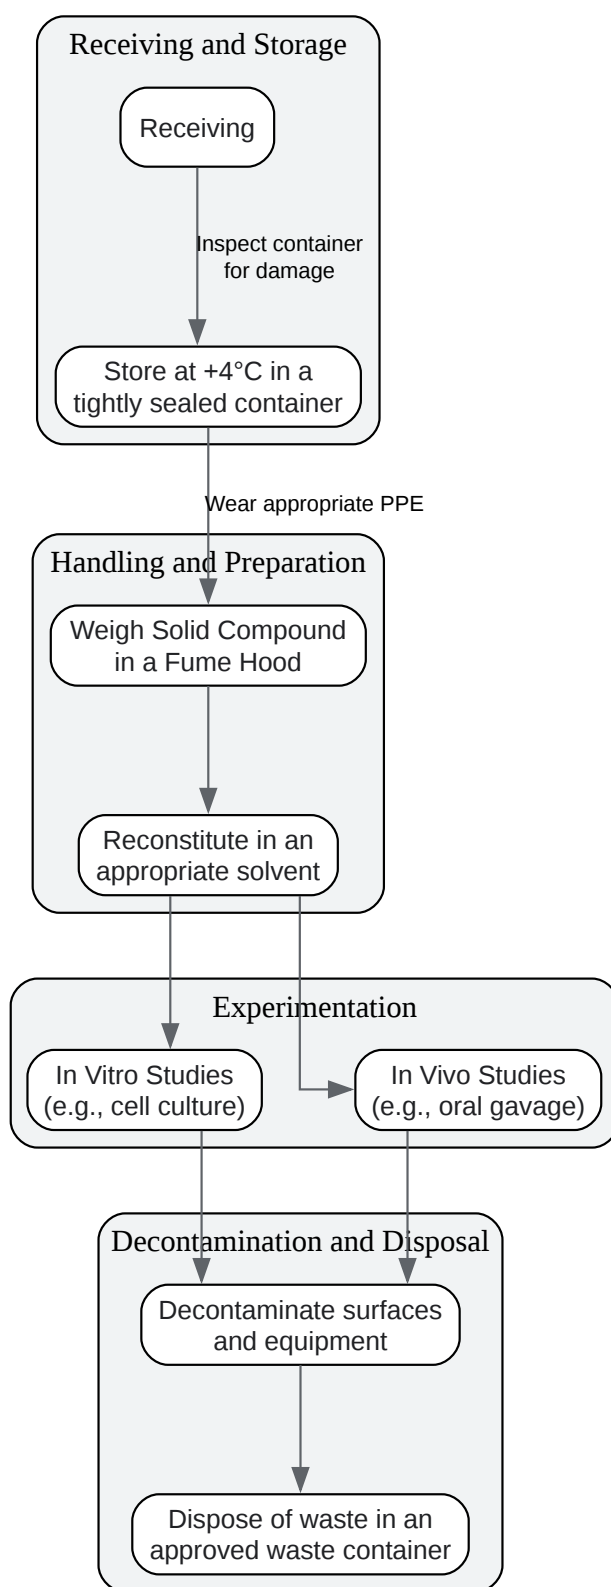 Receiving and Storage
Receiving
Inspect container
for damage
Store at +4°C in a
tightly sealed container
Wear appropriate PPE
Handling and Preparation
Weigh Solid Compound
in a Fume Hood
Reconstitute in an
appropriate solvent
Experimentation
In Vitro Studies
(e.g., cell culture)
In Vivo Studies
(e.g., oral gavage)
Decontamination and Disposal
Decontaminate surfaces
and equipment
Dispose of waste in an
approved waste container